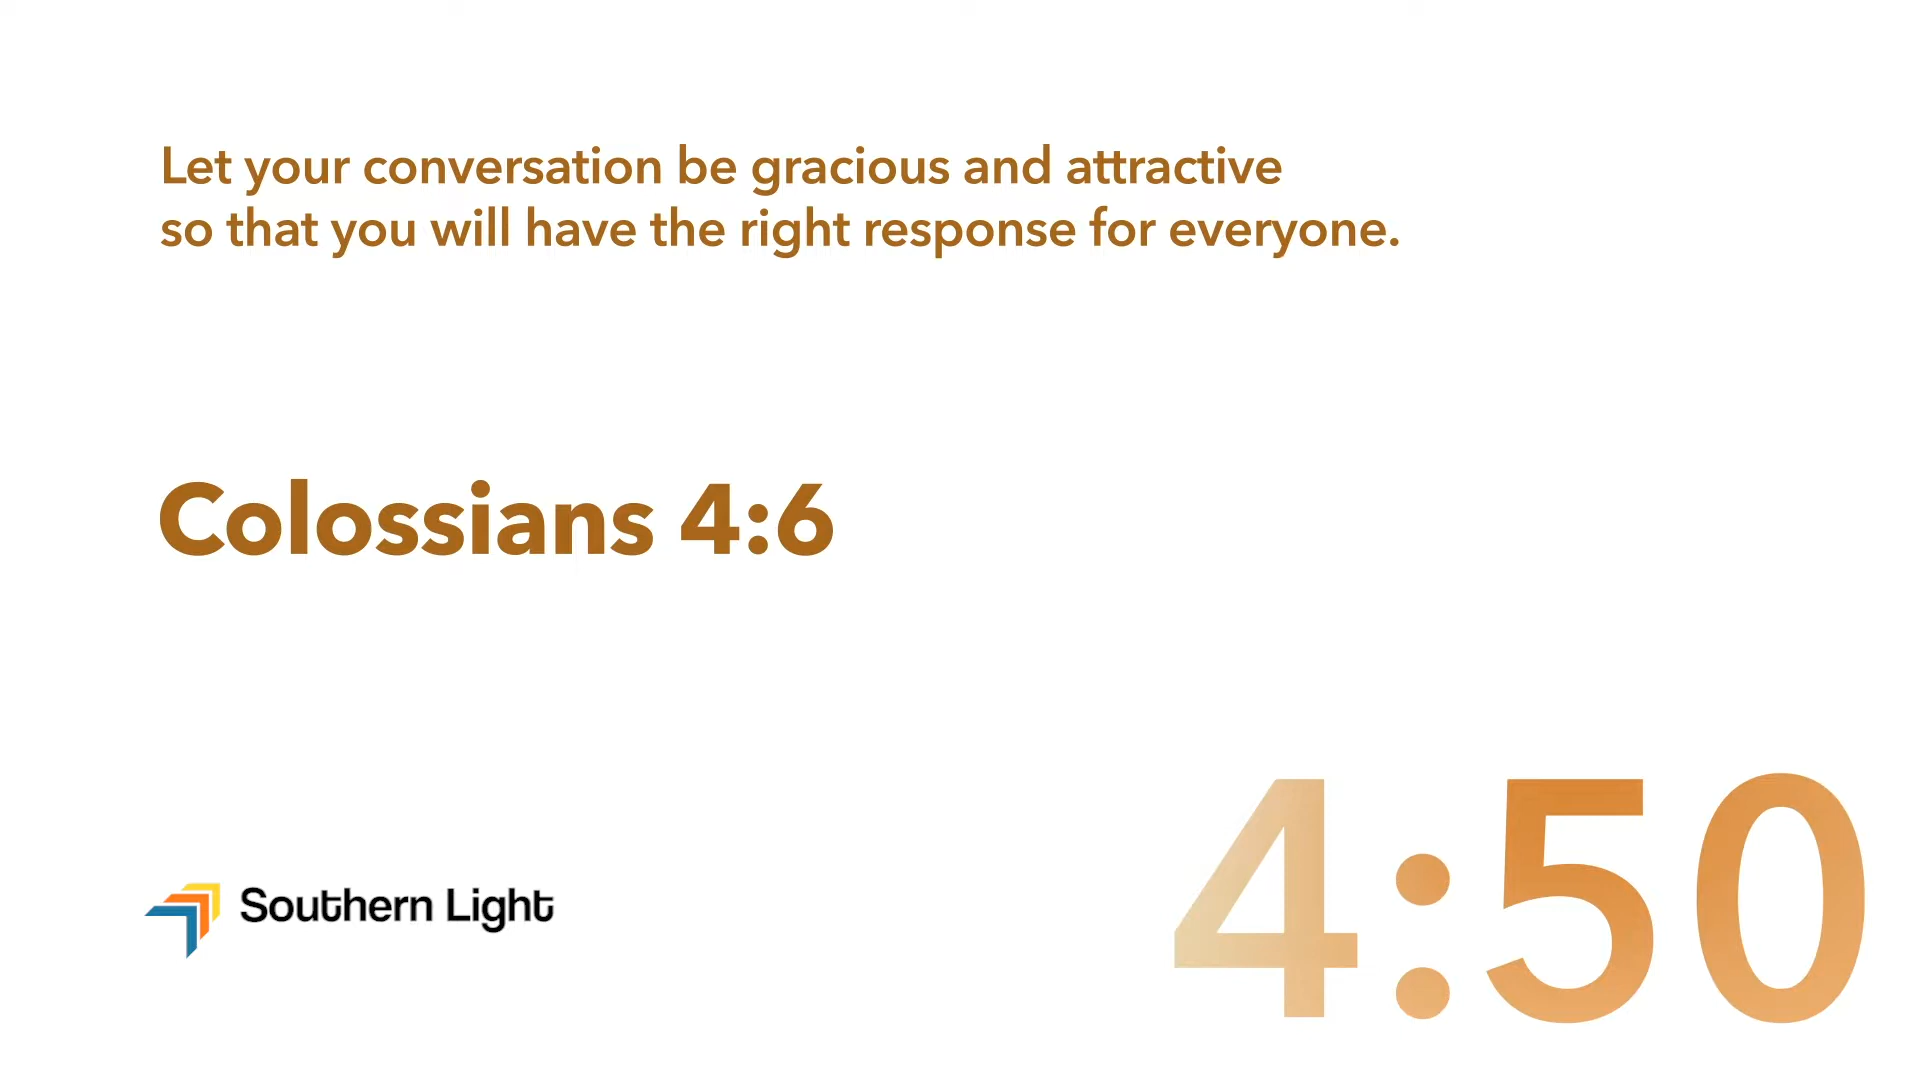 Let your conversation be gracious and attractive
so that you will have the right response for everyone.
Colossians 4:6
Southern Light
4:50